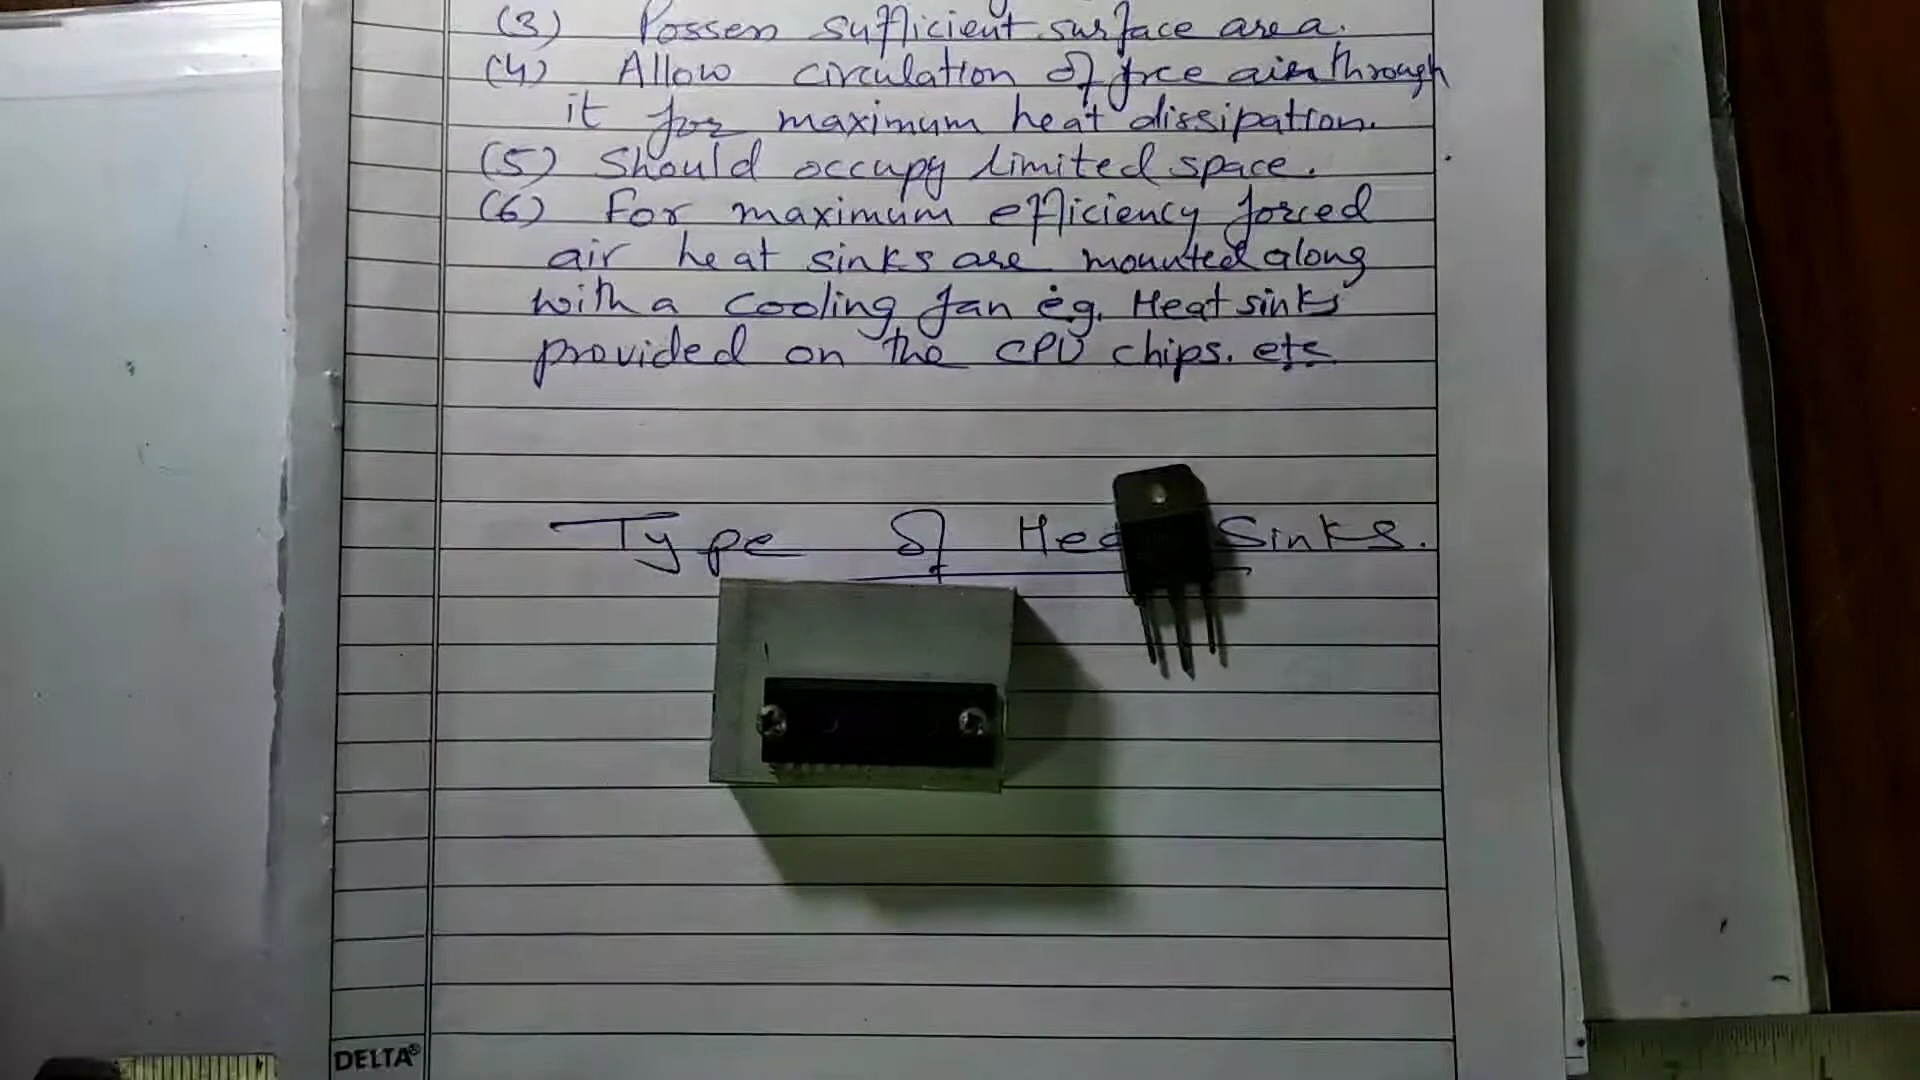 (3) Possess sufficient surface area.
(4) Allow circulation of free air through
it for maximum heat dissipation.
(5) Should occupy limited space.
(6) For maximum efficiency forced
air heat sinks are mounted along
with a cooling fan eg. Heat sinks
provided on the CPU chips. etc
Type of Hea Sinks.
DELTA®